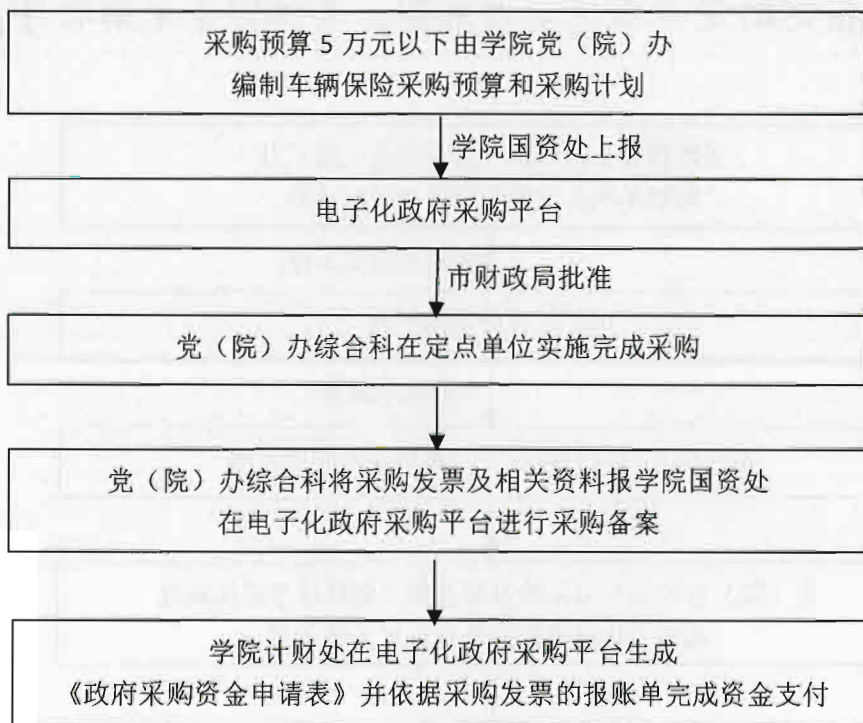 采购预算 5 万元以下由学院党（院）办
编制车辆保险采购预算和采购计划
学院国资处上报
电子化政府采购平台
市财政局批准
党（院）办综合科在定点单位实施完成采购
党（院）办综合科将采购发票及相关资料报学院国资处
在电子化政府采购平台进行采购备案
学院计财处在电子化政府采购平台生成
《政府采购资金申请表》并依据采购发票的报账单完成资金支付